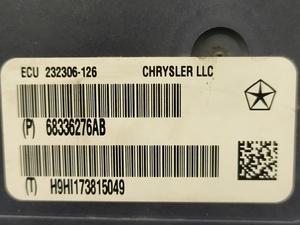 ECU 232306-126 CHRYSLER LLC
(P) 68336276AB
(T) H9HI173815049